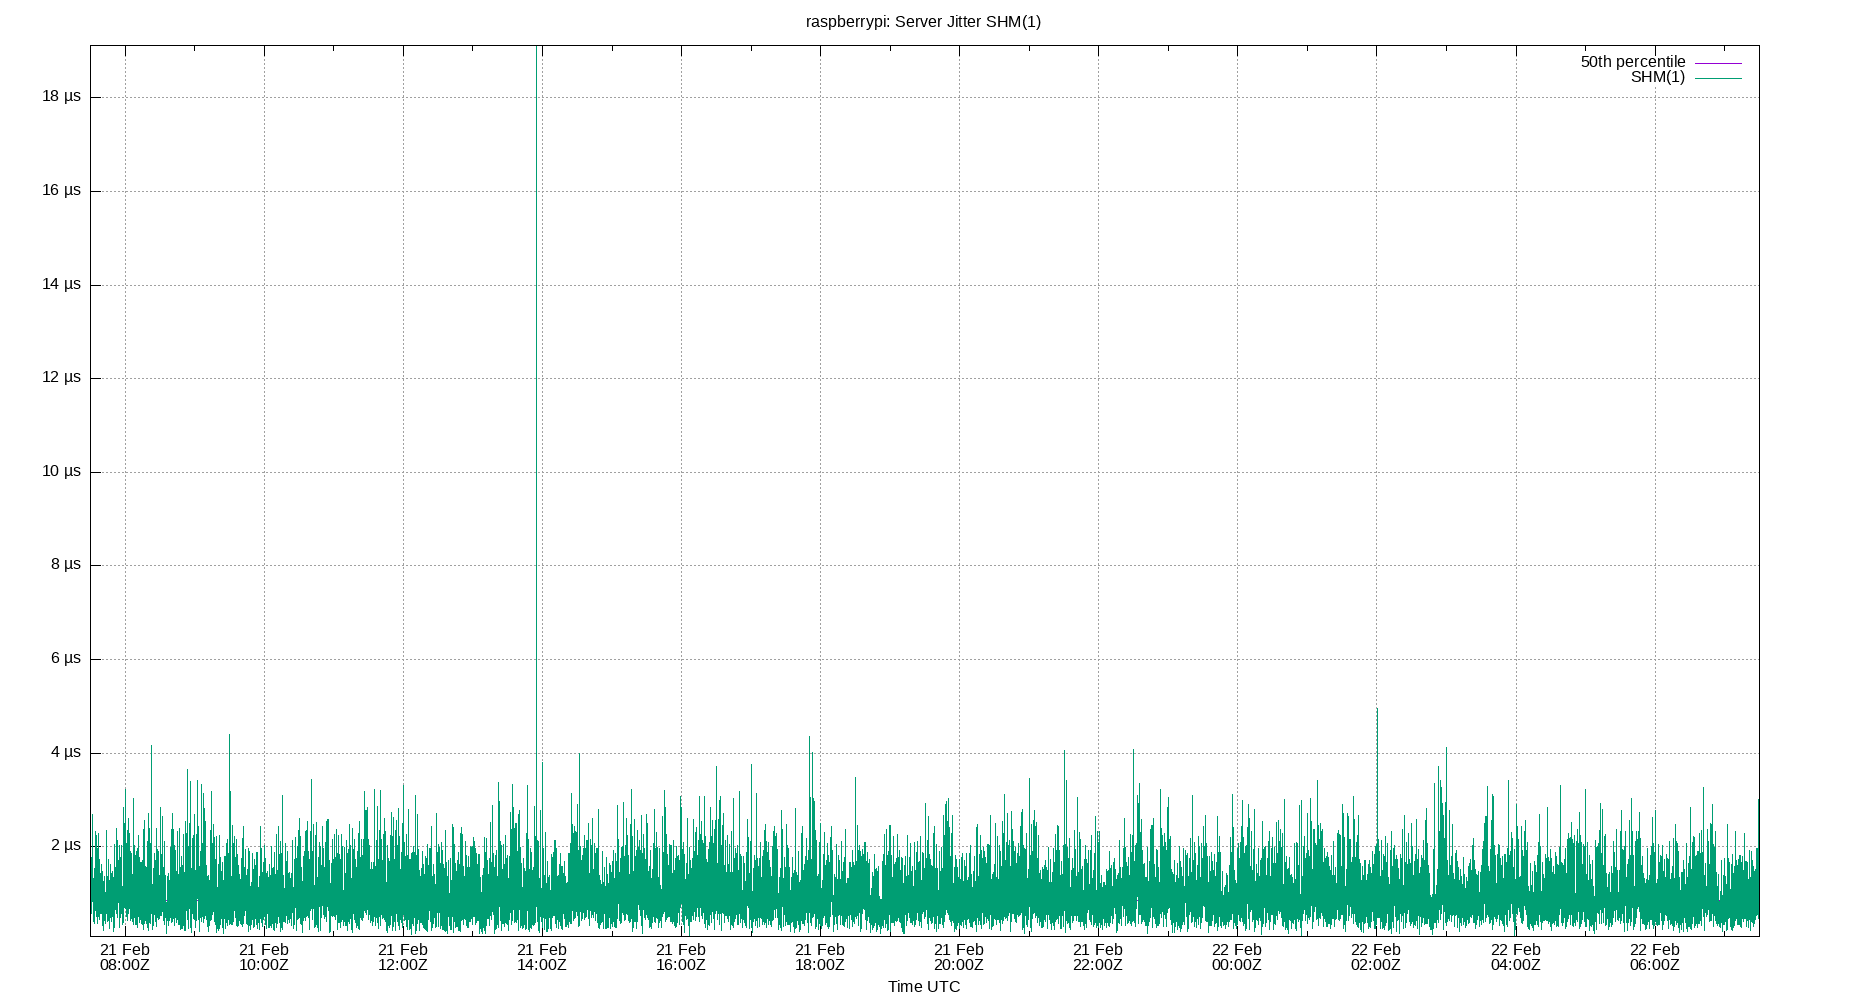 raspberrypi: Server Jitter SHM(1)
50th percentile
SHM(1)
18 µs
16 µs
14 µs
12 µs
10 µs
8 µs
6 µs
4 µs
2 µs
21 Feb 21 Feb 21 Feb 21 Feb 21 Feb 21 Feb 21 Feb 21 Feb 22 Feb 22 Feb 22 Feb 22 Feb
08:00Z 10:00Z 12:00Z 14:00Z 16:00Z 18:00Z 20:00Z 22:00Z 00:00Z 02:00Z 04:00Z 06:00Z
Time UTC